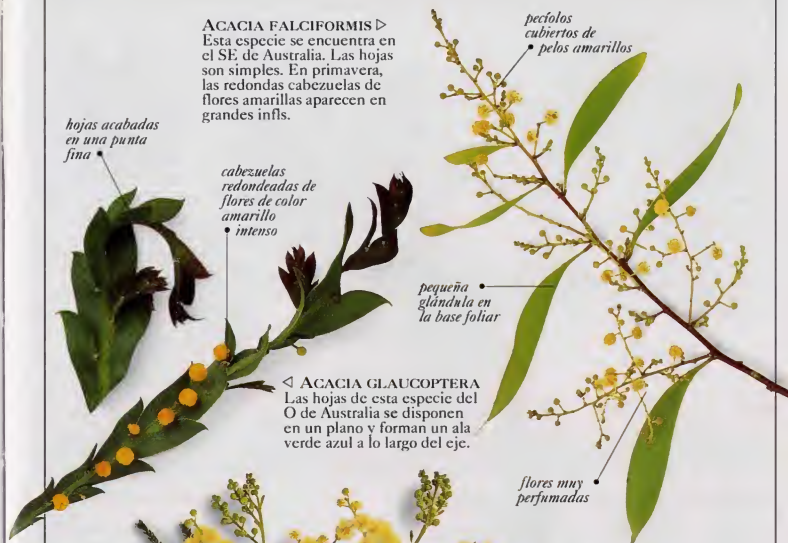 ACACIA FALCIFORMIS ▷
Esta especie se encuentra en
el SE de Australia. Las hojas
son simples. En primavera,
las redondas cabezuelas de
flores amarillas aparecen en
grandes infls.
pecíolos
cubiertos de
pelos amarillos
hojas acabadas
en una punta
fina
cabezuelas
redondeadas de
flores de color
amarillo
intenso
pequeña
glándula en
la base foliar
◁ ACACIA GLAUCOPTERA
Las hojas de esta especie del
O de Australia se disponen
en un plano y forman un ala
verde azul a lo largo del eje.
flores muy
perfumadas